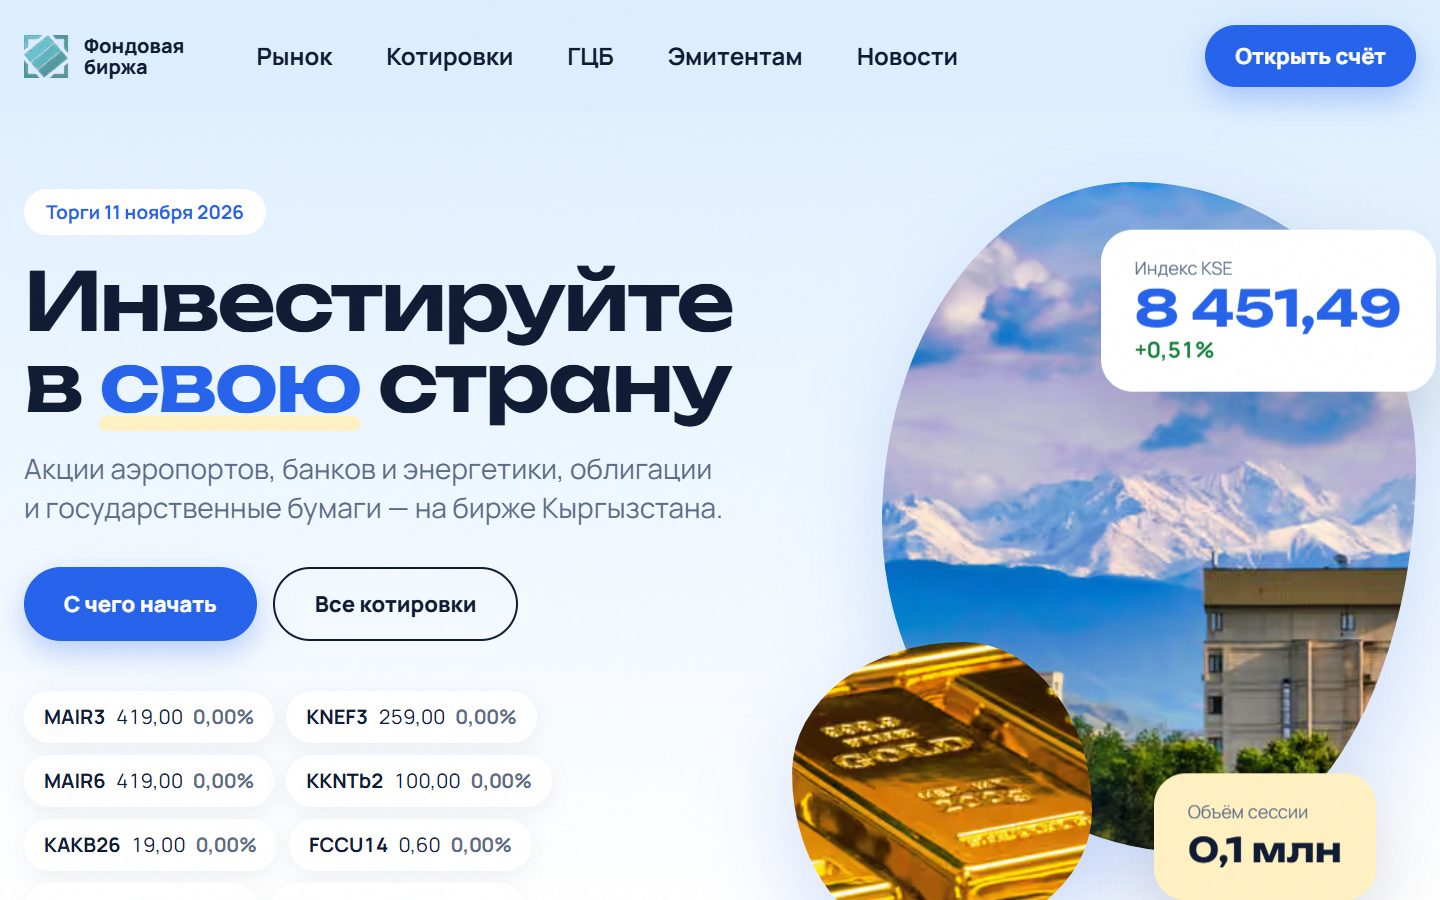 Фондовая
биржа
Рынок
Котировки
ГЦБ
Эмитентам
Новости
Открыть счёт
Торги 11 ноября 2026
Инвестируйте
в свою страну
Акции аэропортов, банков и энергетики, облигации
и государственные бумаги — на бирже Кыргызстана.
С чего начать
Все котировки
MAIR3 419,00 0,00%
KNEF3 259,00 0,00%
MAIR6 419,00 0,00%
KKNTb2 100,00 0,00%
KAKB26 19,00 0,00%
FCCU14 0,60 0,00%
Индекс KSE
8 451,49
+0,51%
FINE
GOLD
Объём сессии
0,1 млн